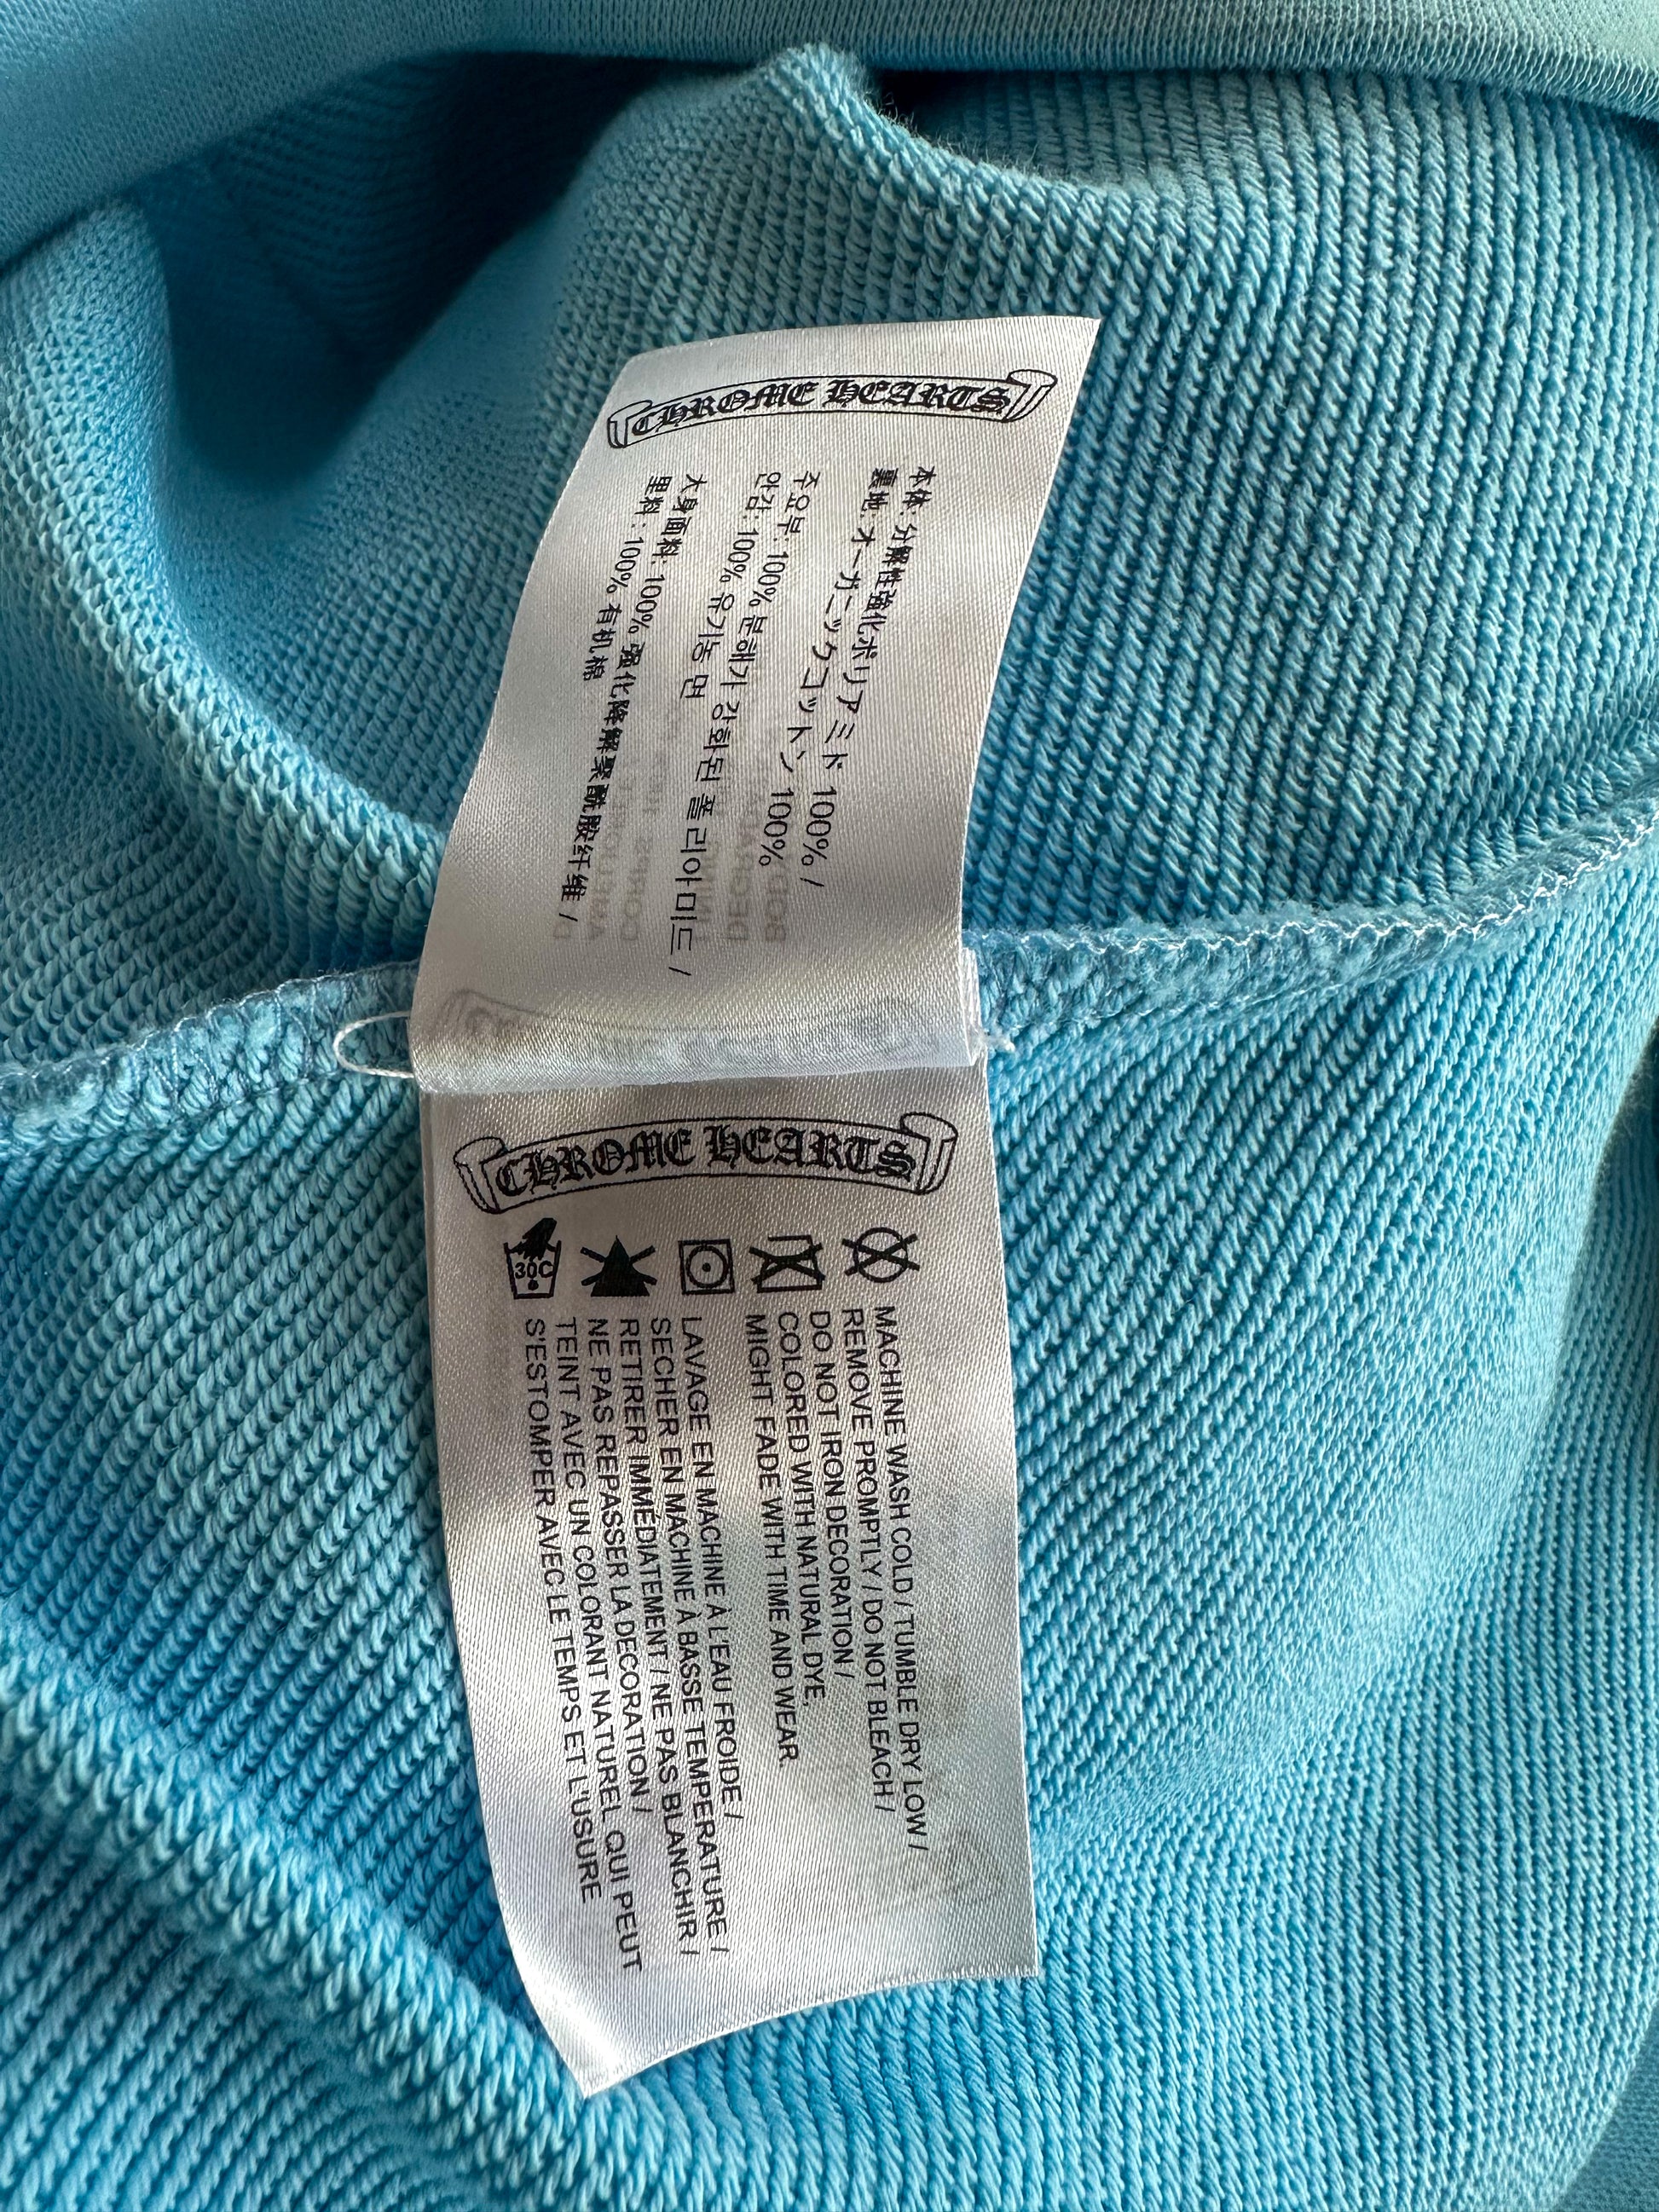 CHROME HEARTS
本体: 分解性強化ポリアミド 100% /
裏地: オーガニックコットン 100%
주요부: 100% 분해가 강화된 폴리아미드 /
안감: 100% 유기농 면
大身面料: 100% 强化降解聚酰胺纤维 /
里料: 100% 有机棉
CHROME HEARTS
30C
MACHINE WASH COLD / TUMBLE DRY LOW /
REMOVE PROMPTLY / DO NOT BLEACH /
DO NOT IRON DECORATION /
COLORED WITH NATURAL DYE,
MIGHT FADE WITH TIME AND WEAR.
LAVAGE EN MACHINE À L'EAU FROIDE /
SECHER EN MACHINE À BASSE TEMPERATURE /
RETIRER IMMÉDIATEMENT / NE PAS BLANCHIR /
NE PAS REPASSER LA DECORATION /
TEINT AVEC UN COLORANT NATUREL QUI PEUT
S'ESTOMPER AVEC LE TEMPS ET L'USURE